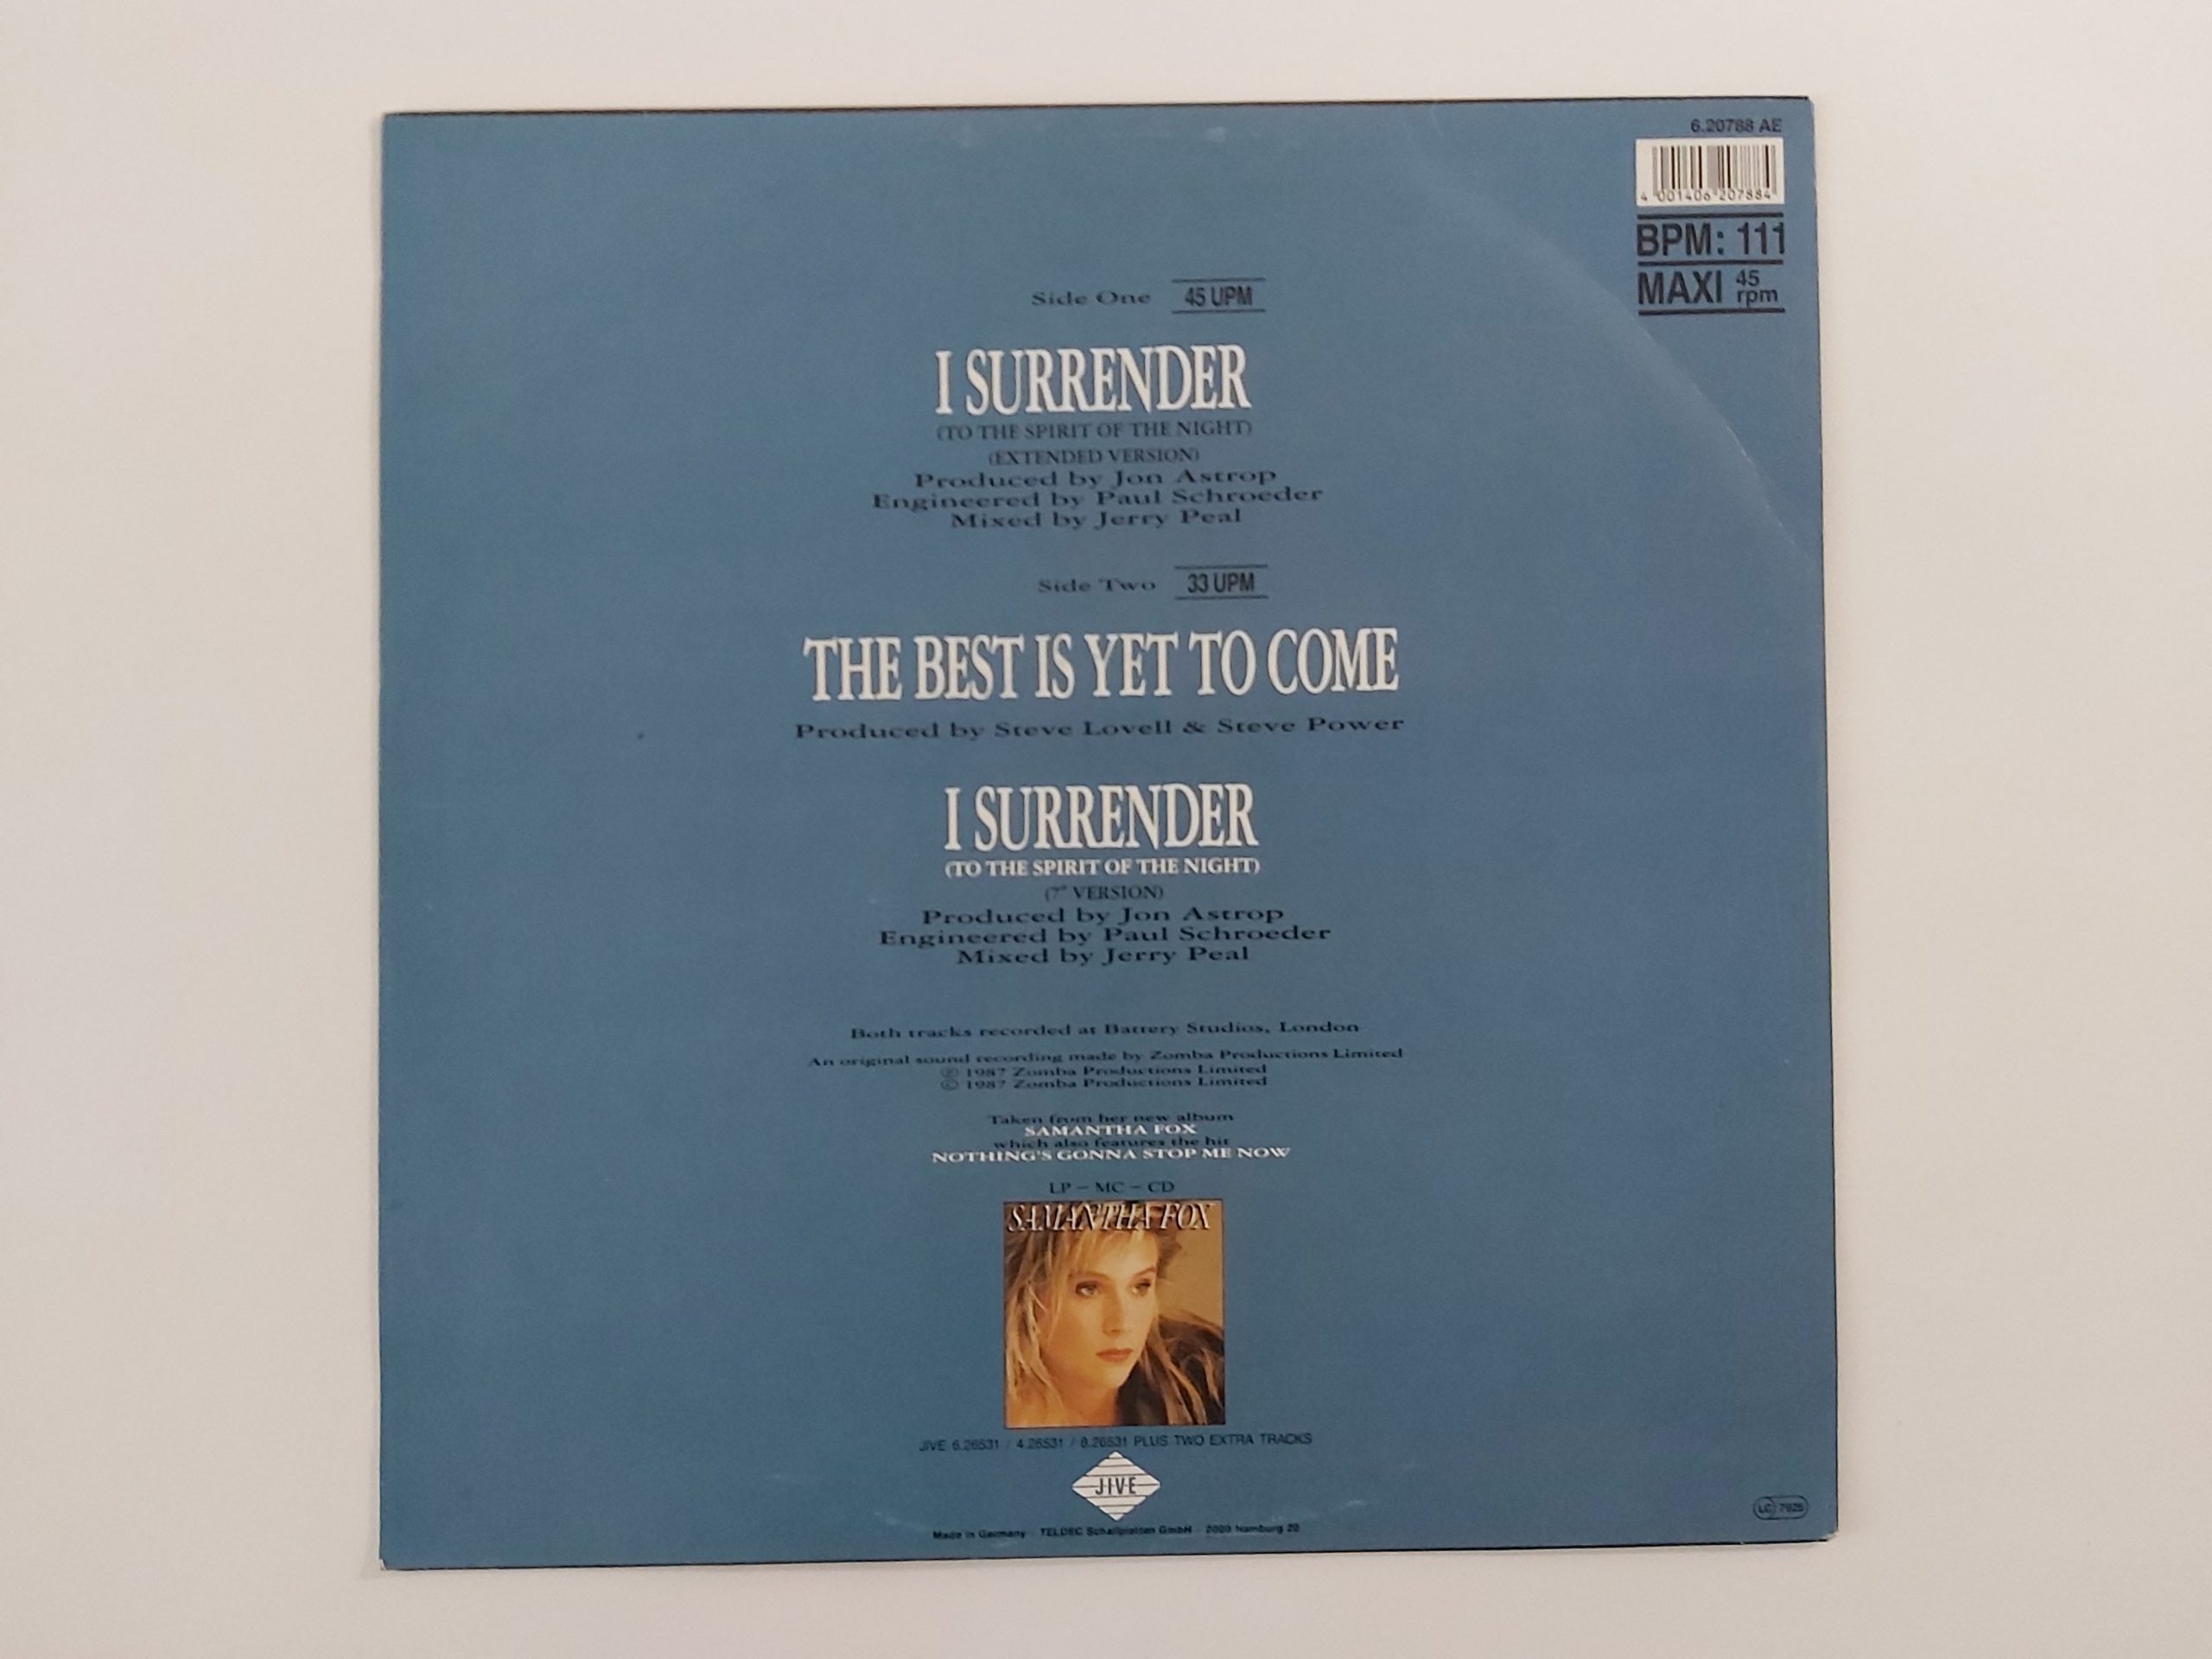 6.20788 AE
4 001406 207884
BPM: 111
MAXI 45 rpm
Side One 45 UPM
I SURRENDER
(TO THE SPIRIT OF THE NIGHT)
(EXTENDED VERSION)
Produced by Jon Astrop
Engineered by Paul Schroeder
Mixed by Jerry Peal
Side Two 33 UPM
THE BEST IS YET TO COME
Produced by Steve Lovell & Steve Power
I SURRENDER
(TO THE SPIRIT OF THE NIGHT)
(7" VERSION)
Produced by Jon Astrop
Engineered by Paul Schroeder
Mixed by Jerry Peal
Both tracks recorded at Battery Studios, London
An original sound recording made by Zomba Productions Limited
℗ 1987 Zomba Productions Limited
© 1987 Zomba Productions Limited
Taken from her new album
SAMANTHA FOX
which also features the hit
NOTHING'S GONNA STOP ME NOW
LP – MC – CD
SAMANTHA FOX
JIVE 6.26531 / 4.26531 / 8.26531 PLUS TWO EXTRA TRACKS
JIVE
Made in Germany · TELDEC Schallplatten GmbH · 2000 Hamburg 20
LC 7925